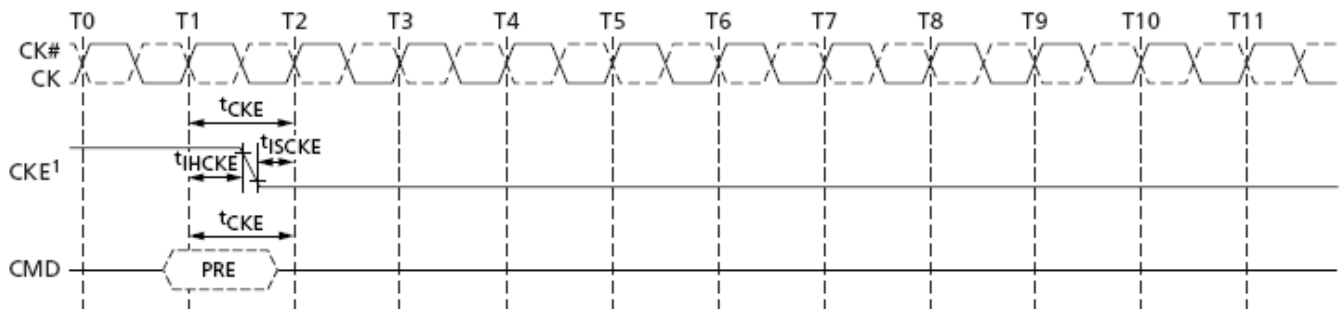 T0 T1 T2 T3 T4 T5 T6 T7 T8 T9 T10 T11
CK#
CK
tCKE
tISCKE
tIHCKE
CKE1
tCKE
CMD
PRE